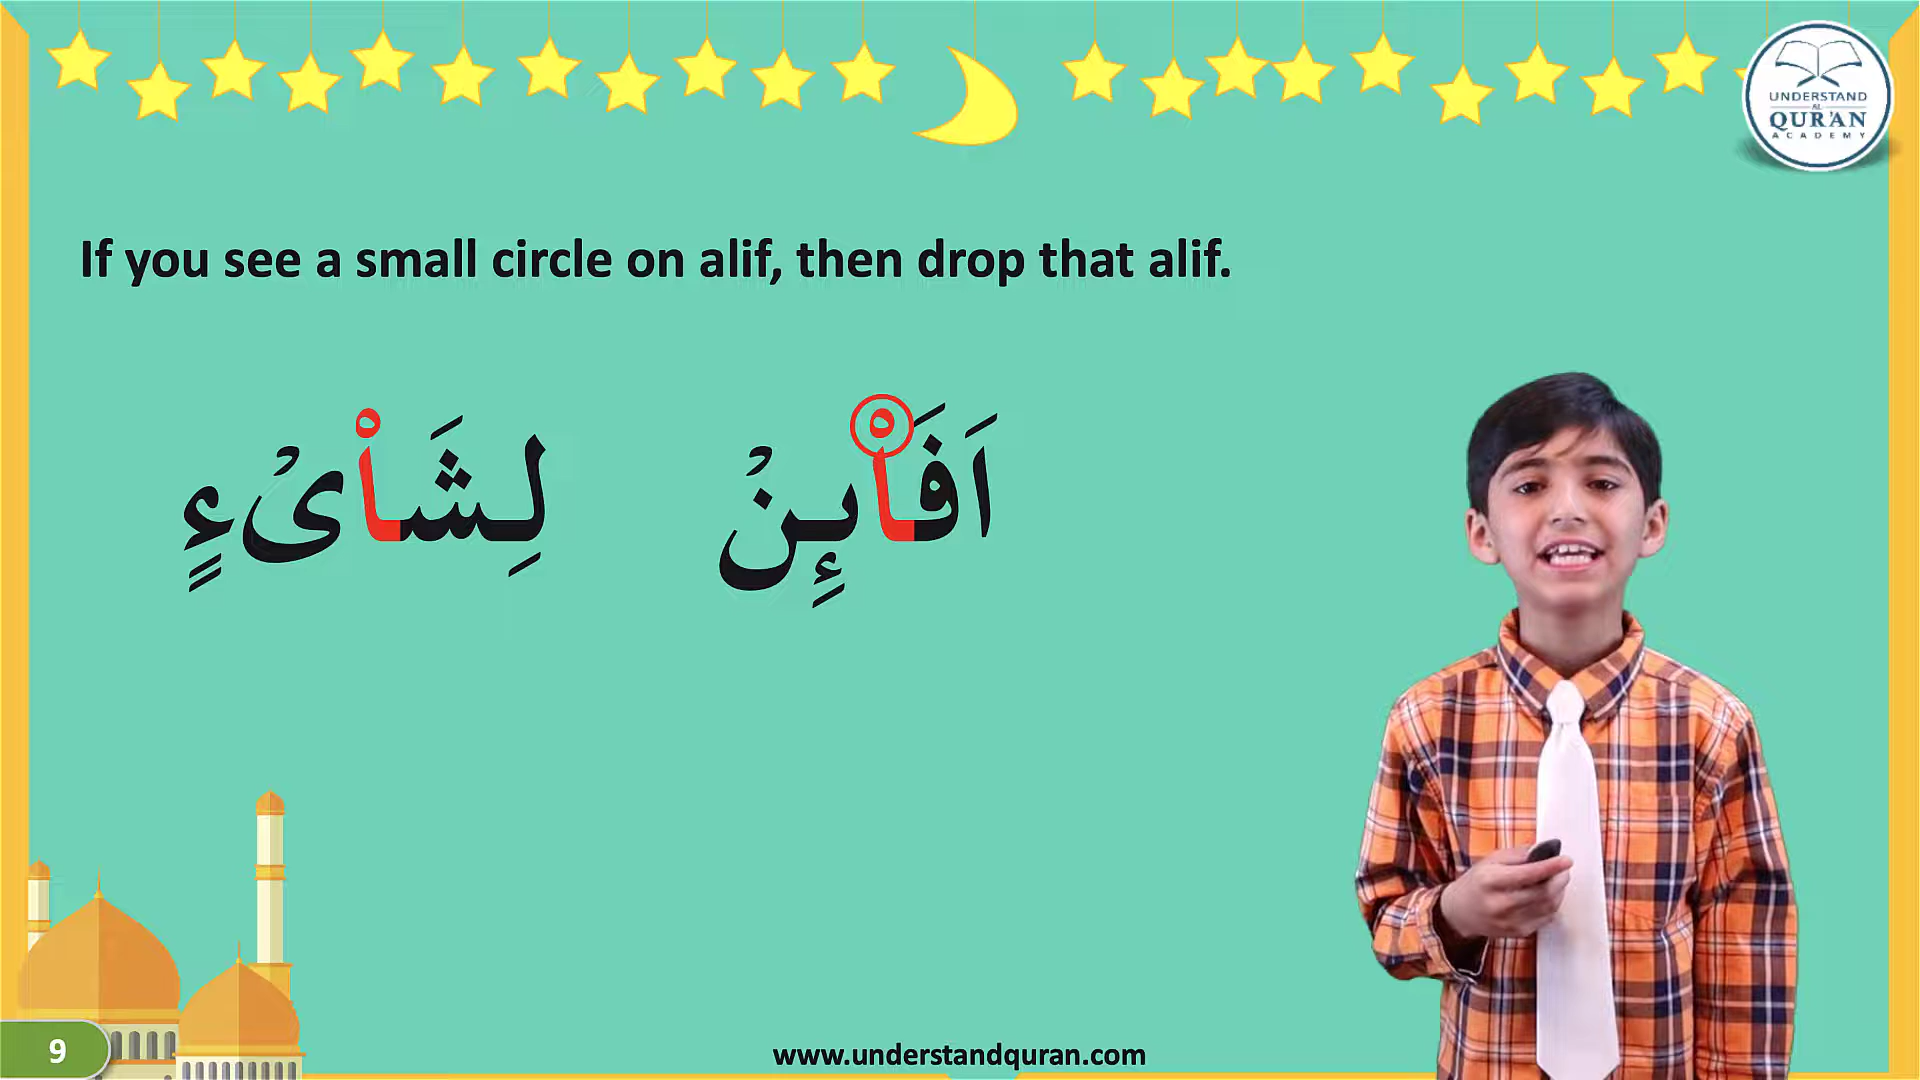 UNDERSTAND
AL
QUR'AN
ACADEMY
If you see a small circle on alif, then drop that alif.
اَفَا۠ىِٕنْ لِشَا۠یْءٍ
9
www.understandquran.com